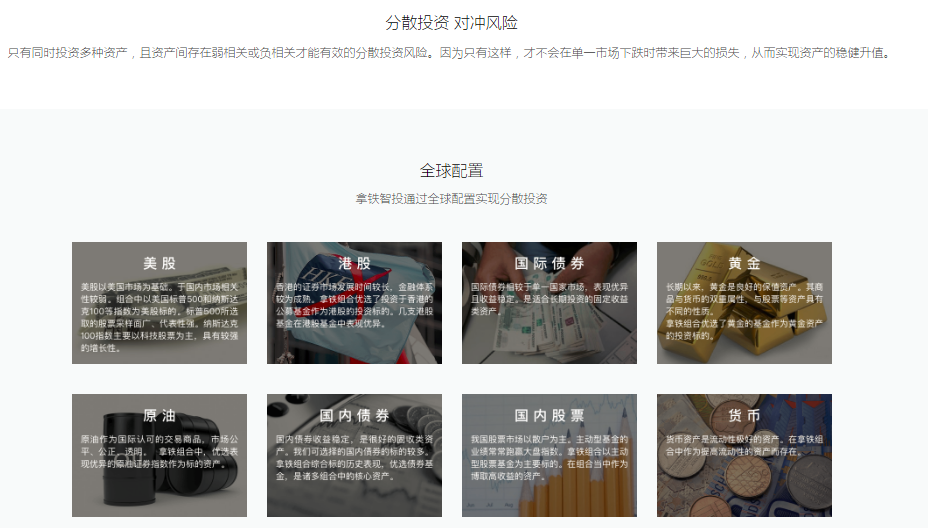 分散投资 对冲风险
只有同时投资多种资产，且资产间存在弱相关或负相关才能有效的分散投资风险。因为只有这样，才不会在单一市场下跌时带来巨大的损失，从而实现资产的稳健升值。
全球配置
拿铁智投通过全球配置实现分散投资
美股
美股以美国市场为基础。于国内市场相关
性较弱。组合中以美国标普500和纳斯达
克100等指数为美股标的。标普500所选
取的股票采样面广、代表性强。纳斯达克
100指数主要以科技股票为主，具有较强
的增长性。
港股
香港的证券市场发展时间较长，金融体系
较为成熟。拿铁组合优选了投资于香港的
公募基金作为港股的投资标的。几支港股
基金在港股基金中表现优异。
国际债券
国际债券相较于单一国家市场，表现优异
且收益稳定。是适合长期投资的固定收益
类资产。
黄金
长期以来，黄金是良好的保值资产。其商
品与货币的双重属性，与股票等资产具有
不同的性质。
拿铁组合优选了黄金的基金作为黄金资产
的投资标的。
原油
原油作为国际认可的交易商品，市场公
平、公正、透明。 拿铁组合中，优选表
现优异的原油证券指数作为标的资产。
国内债券
国内债券收益稳定，是很好的固收类资
产。我们可选择的国内债券的标的较多。
拿铁组合综合标的历史表现，优选债券基
金，是诸多组合中的核心资产。
国内股票
我国股票市场以散户为主。主动型基金的
业绩常常跑赢大盘指数。拿铁组合以主动
型股票基金为主要标的。在组合当中作为
博取高收益的资产。
货币
货币资产是流动性极好的资产。在拿铁组
合中作为提高流动性的资产而存在。